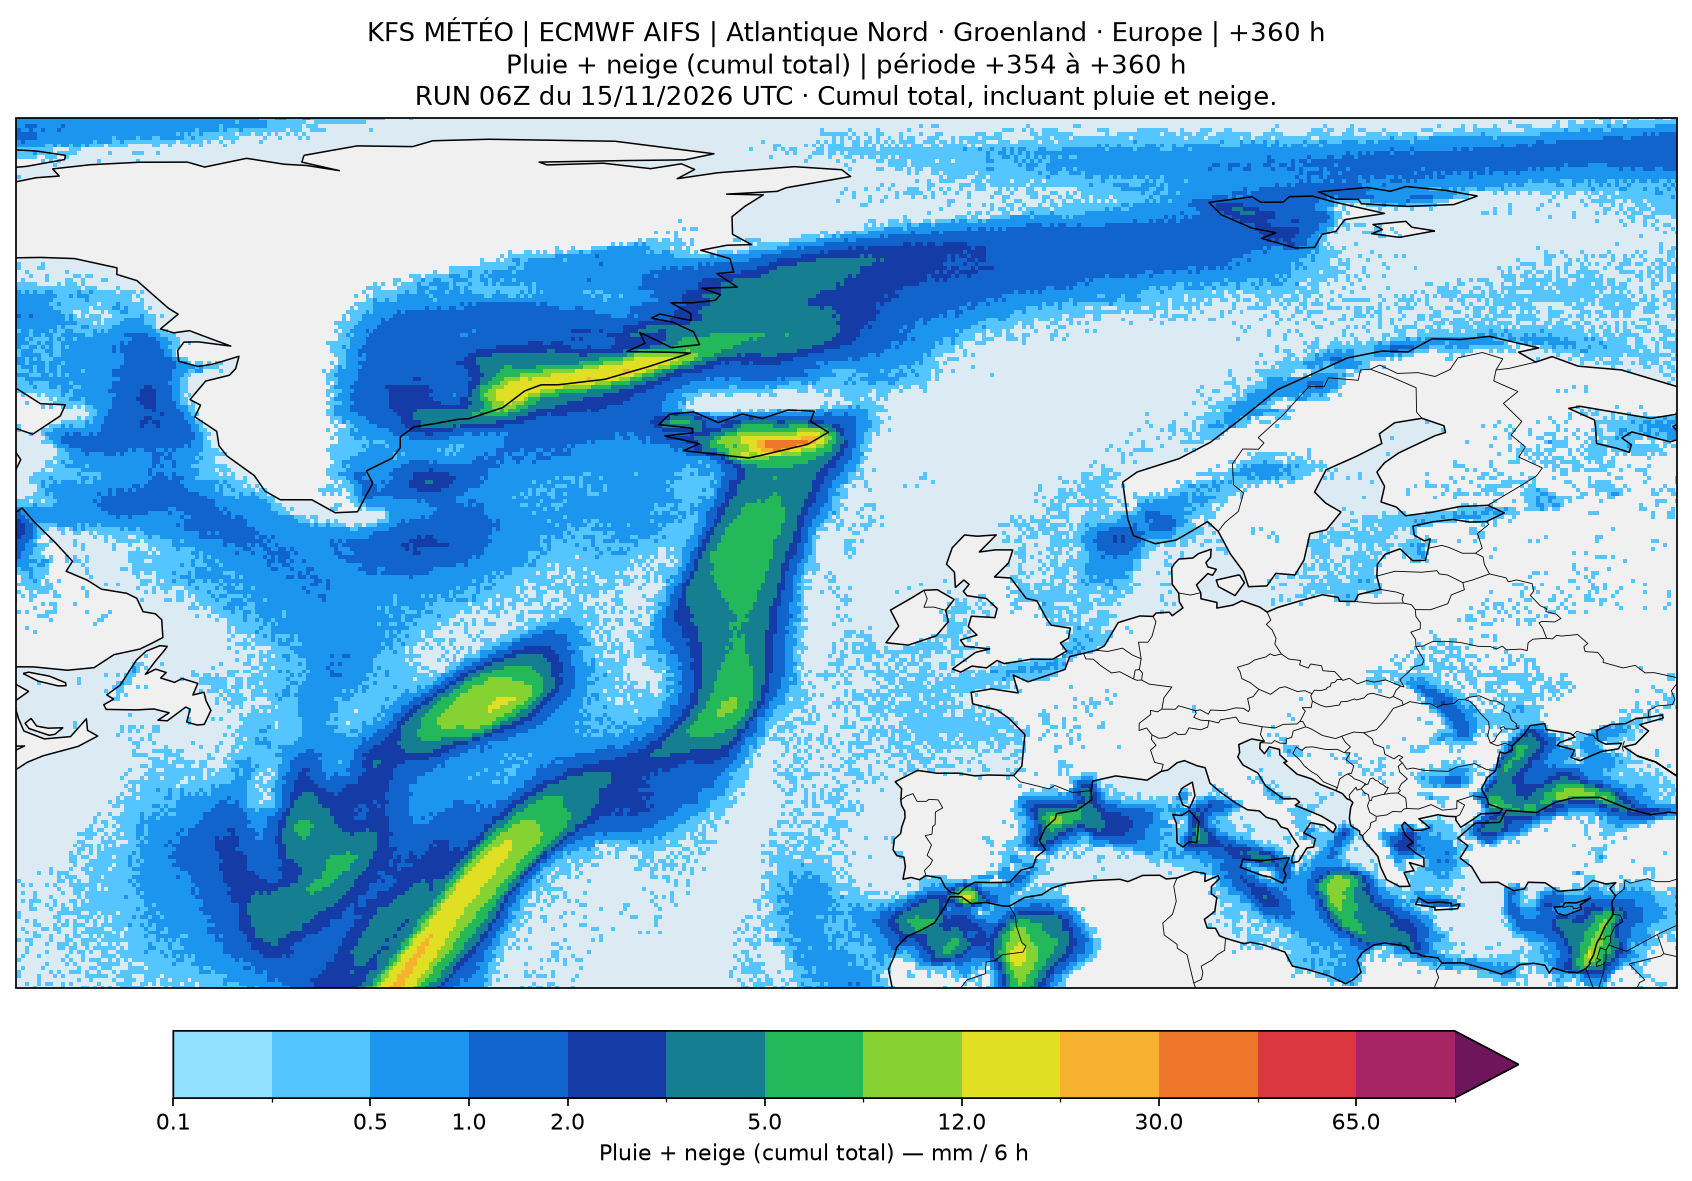 KFS MÉTÉO | ECMWF AIFS | Atlantique Nord · Groenland · Europe | +360 h
Pluie + neige (cumul total) | période +354 à +360 h
RUN 06Z du 15/11/2026 UTC · Cumul total, incluant pluie et neige.
0.1 0.5 1.0 2.0 5.0 12.0 30.0 65.0
Pluie + neige (cumul total) — mm / 6 h